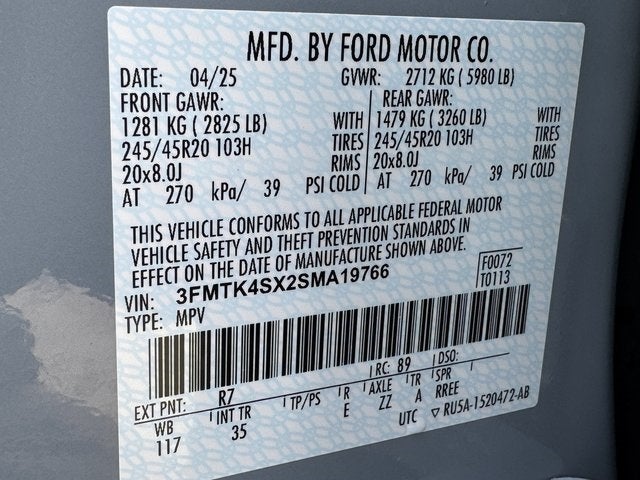 MFD. BY FORD MOTOR CO.
DATE: 04/25 GVWR: 2712 KG ( 5980 LB)
FRONT GAWR: REAR GAWR:
1281 KG ( 2825 LB) WITH 1479 KG ( 3260 LB) WITH
245/45R20 103H TIRES 245/45R20 103H TIRES
20x8.0J RIMS 20x8.0J RIMS
AT 270 kPa/ 39 PSI COLD AT 270 kPa/ 39 PSI COLD
THIS VEHICLE CONFORMS TO ALL APPLICABLE FEDERAL MOTOR
VEHICLE SAFETY AND THEFT PREVENTION STANDARDS IN
EFFECT ON THE DATE OF MANUFACTURE SHOWN ABOVE.
F0072
VIN: 3FMTK4SX2SMA19766 T0113
TYPE: MPV
EXT PNT: R7 RC: 89 DSO:
WB INT TR TP/PS R AXLE TR SPR
117 35 E ZZ A RREE
UTC ▽ RU5A-1520472-AB